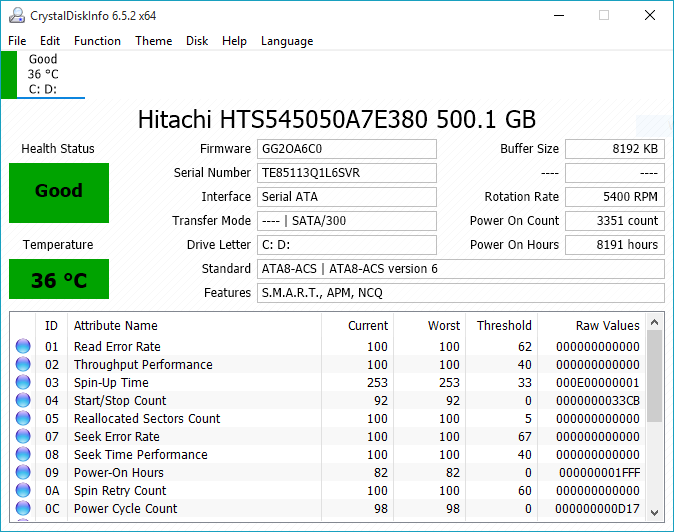 CrystalDiskInfo 6.5.2 x64
File Edit Function Theme Disk Help Language
Good
36 °C
C: D:
Hitachi HTS545050A7E380 500.1 GB
Health Status Firmware GG2OA6C0 Buffer Size 8192 KB
Good Serial Number TE85113Q1L6SVR ---- ----
Interface Serial ATA Rotation Rate 5400 RPM
Transfer Mode ---- | SATA/300 Power On Count 3351 count
Temperature Drive Letter C: D: Power On Hours 8191 hours
36 °C Standard ATA8-ACS | ATA8-ACS version 6
Features S.M.A.R.T., APM, NCQ
ID Attribute Name Current Worst Threshold Raw Values
01 Read Error Rate 100 100 62 000000000000
02 Throughput Performance 100 100 40 000000000000
03 Spin-Up Time 253 253 33 000E00000001
04 Start/Stop Count 92 92 0 0000000033CB
05 Reallocated Sectors Count 100 100 5 000000000000
07 Seek Error Rate 100 100 67 000000000000
08 Seek Time Performance 100 100 40 000000000000
09 Power-On Hours 82 82 0 000000001FFF
0A Spin Retry Count 100 100 60 000000000000
0C Power Cycle Count 98 98 0 000000000D17